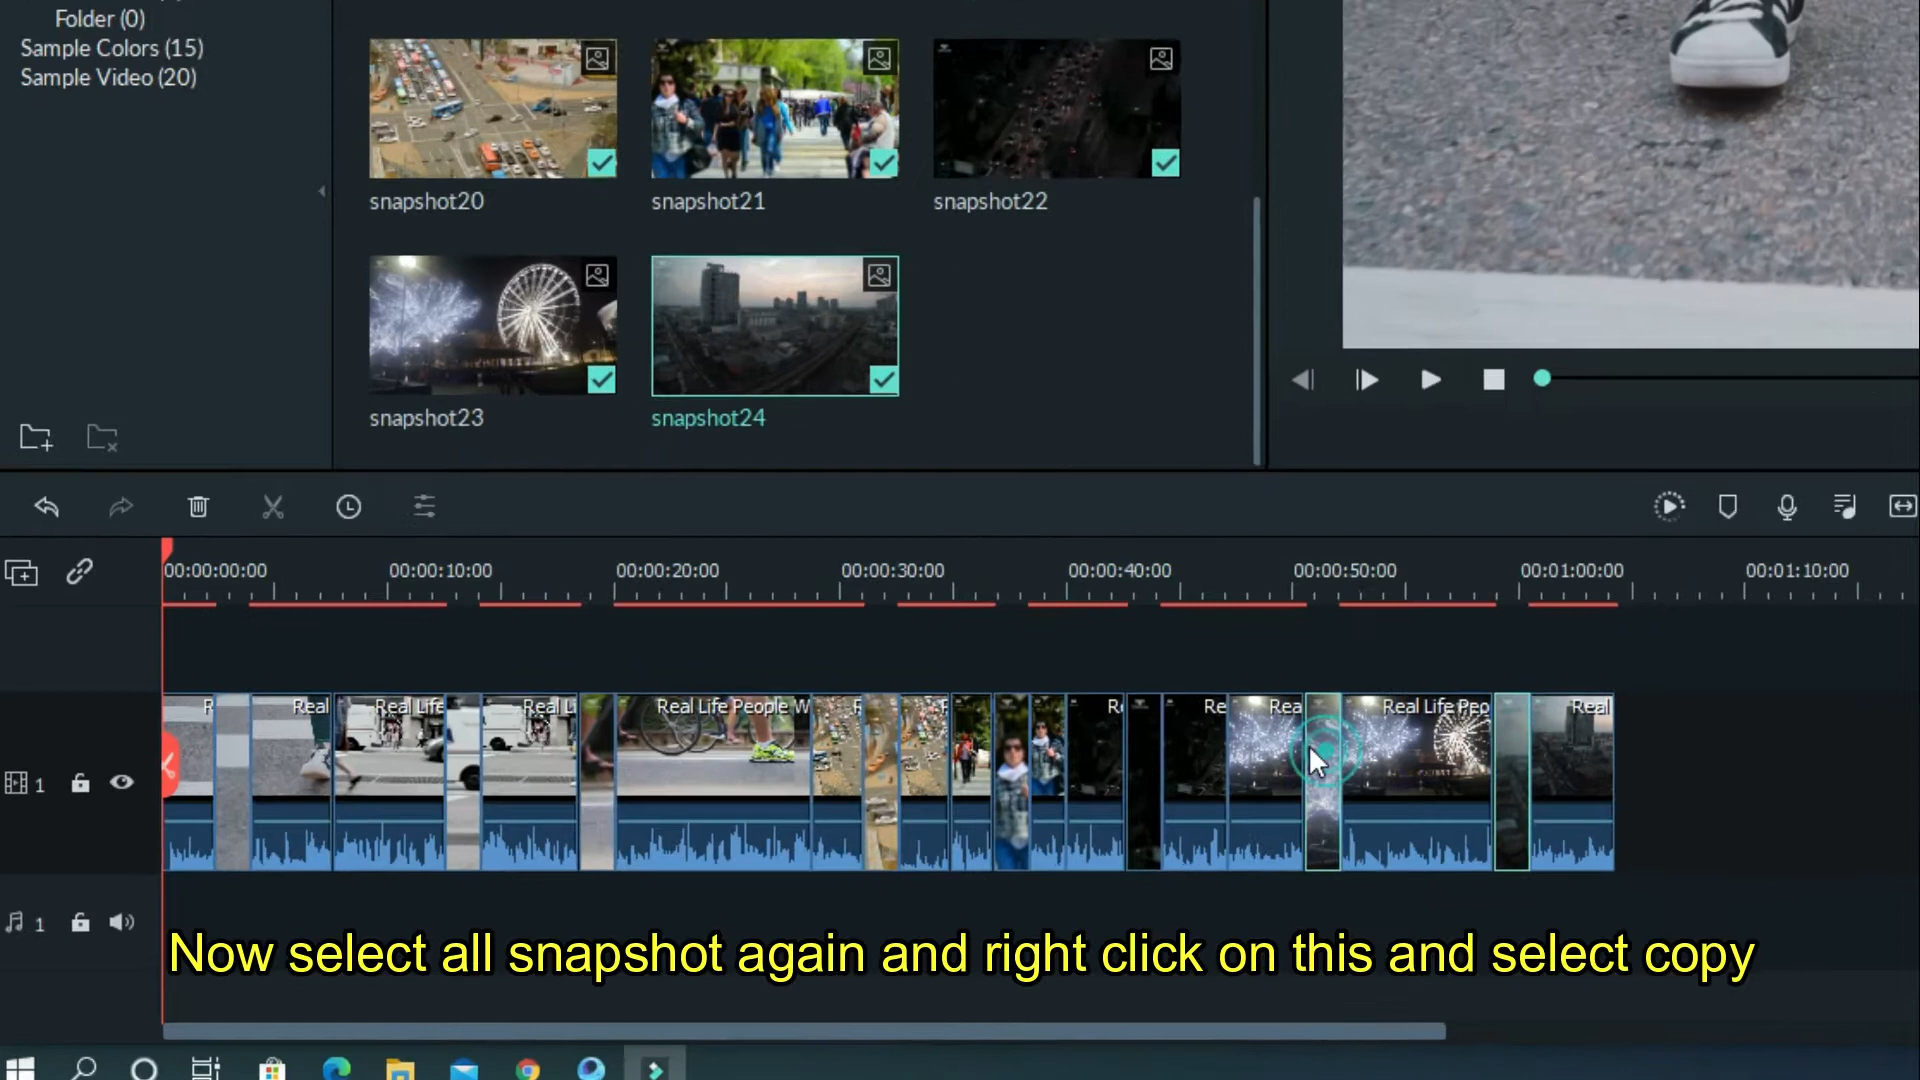 Folder (0)
Sample Colors (15)
Sample Video (20)
snapshot20
snapshot21
snapshot22
snapshot23
snapshot24
00:00:00:00
00:00:10:00
00:00:20:00
00:00:30:00
00:00:40:00
00:00:50:00
00:01:00:00
00:01:10:00
R
Real
Real Life
Real L
Real Life People W
R
Re
Rea
Real Life Peo
Real
1
1
Now select all snapshot again and right click on this and select copy